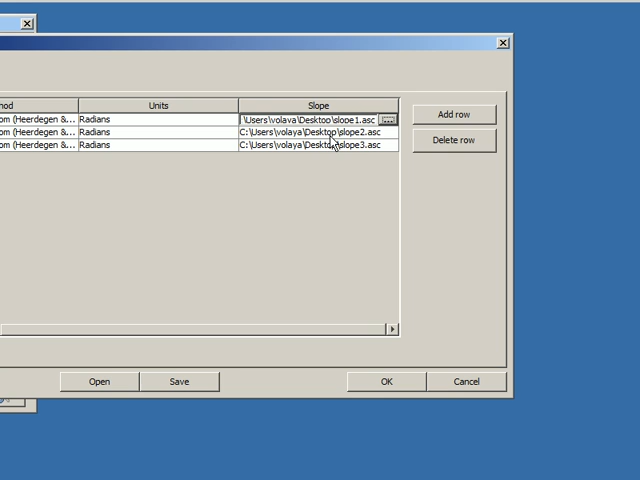 hod Units Slope
om (Heerdegen &... Radians \Users\volaya\Desktop\slope1.asc ...
om (Heerdegen &... Radians C:\Users\volaya\Desktop\slope2.asc
om (Heerdegen &... Radians C:\Users\volaya\Desktop\slope3.asc
Add row
Delete row
Open Save OK Cancel